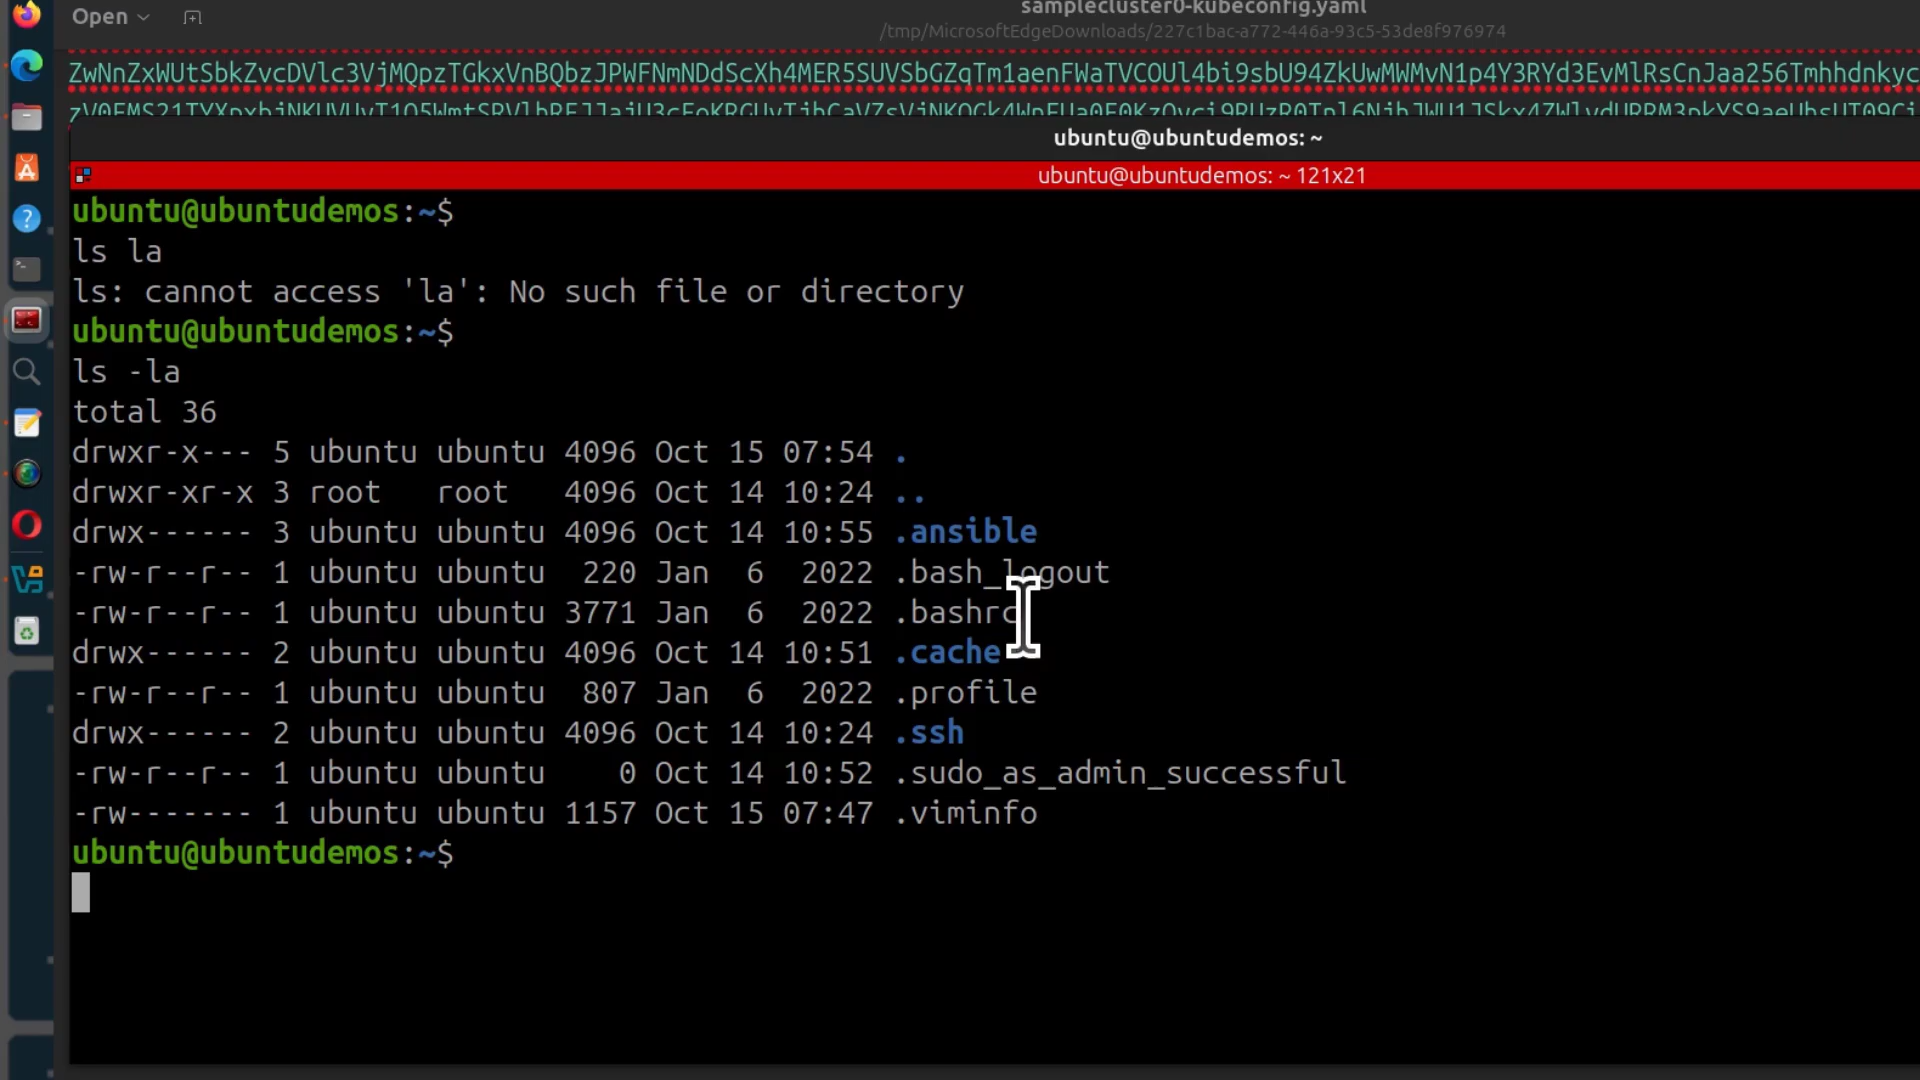 Open
samplecluster0-kubeconfig.yaml
/tmp/MicrosoftEdgeDownloads/227c1bac-a772-446a-93c5-53de8f976974
ubuntu@ubuntudemos: ~
ubuntu@ubuntudemos: ~ 121x21
ubuntu@ubuntudemos:~$
ls la
ls: cannot access 'la': No such file or directory
ubuntu@ubuntudemos:~$
ls -la
total 36
drwxr-x--- 5 ubuntu ubuntu 4096 Oct 15 07:54 .
drwxr-xr-x 3 root   root   4096 Oct 14 10:24 ..
drwx------ 3 ubuntu ubuntu 4096 Oct 14 10:55 .ansible
-rw-r--r-- 1 ubuntu ubuntu  220 Jan  6  2022 .bash_logout
-rw-r--r-- 1 ubuntu ubuntu 3771 Jan  6  2022 .bashrc
drwx------ 2 ubuntu ubuntu 4096 Oct 14 10:51 .cache
-rw-r--r-- 1 ubuntu ubuntu  807 Jan  6  2022 .profile
drwx------ 2 ubuntu ubuntu 4096 Oct 14 10:24 .ssh
-rw-r--r-- 1 ubuntu ubuntu    0 Oct 14 10:52 .sudo_as_admin_successful
-rw------- 1 ubuntu ubuntu 1157 Oct 15 07:47 .viminfo
ubuntu@ubuntudemos:~$